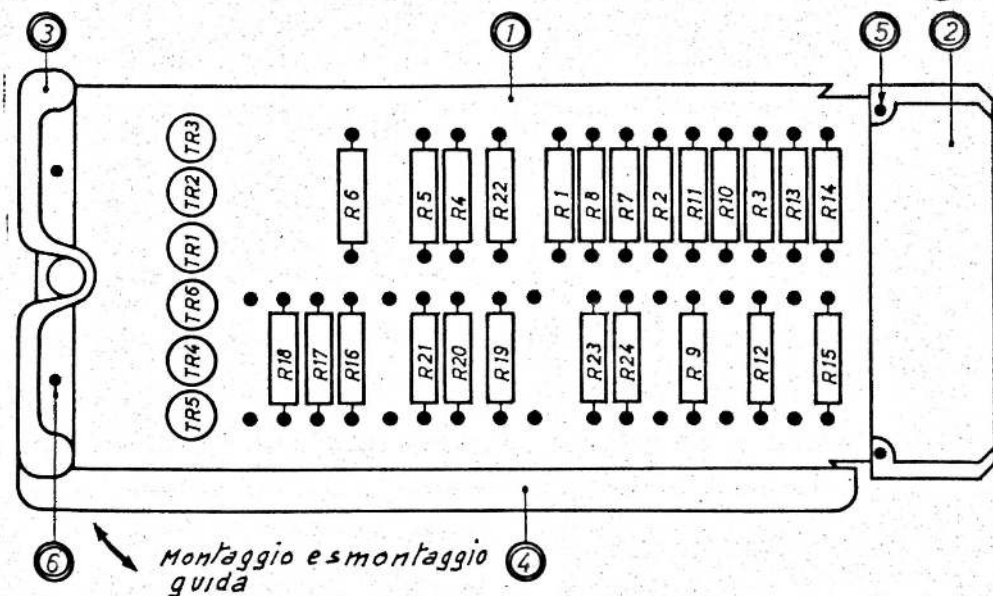 3 1 5 2
TR3
TR2
TR1
TR6
TR4
TR5
R6 R5 R4 R22 R1 R8 R7 R2 R11 R10 R3 R13 R14
R18 R17 R16 R21 R20 R19 R23 R24 R9 R12 R15
6 Montaggio e smontaggio 4
guida